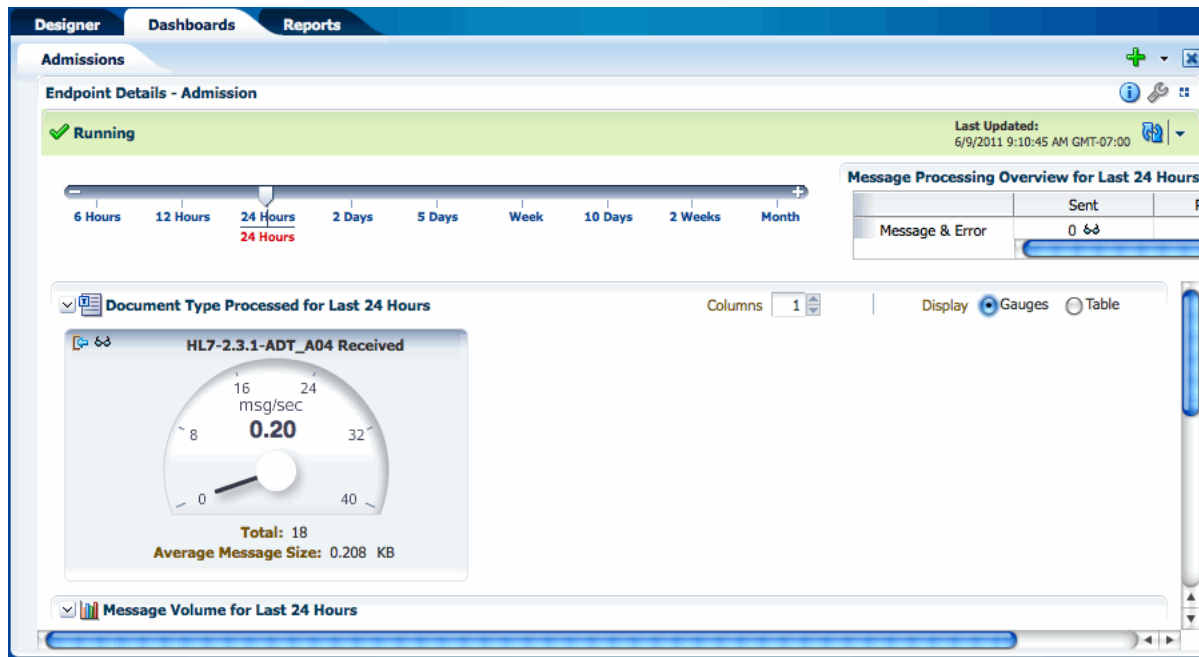 Designer Dashboards Reports
Admissions
Endpoint Details - Admission
Running
Last Updated:
6/9/2011 9:10:45 AM GMT-07:00
6 Hours 12 Hours 24 Hours 2 Days 5 Days Week 10 Days 2 Weeks Month
24 Hours
Message Processing Overview for Last 24 Hours
Sent
Message & Error 0
Document Type Processed for Last 24 Hours
Columns 1 Display Gauges Table
HL7-2.3.1-ADT_A04 Received
16 24
msg/sec
0.20
8 32
0 40
Total: 18
Average Message Size: 0.208 KB
Message Volume for Last 24 Hours